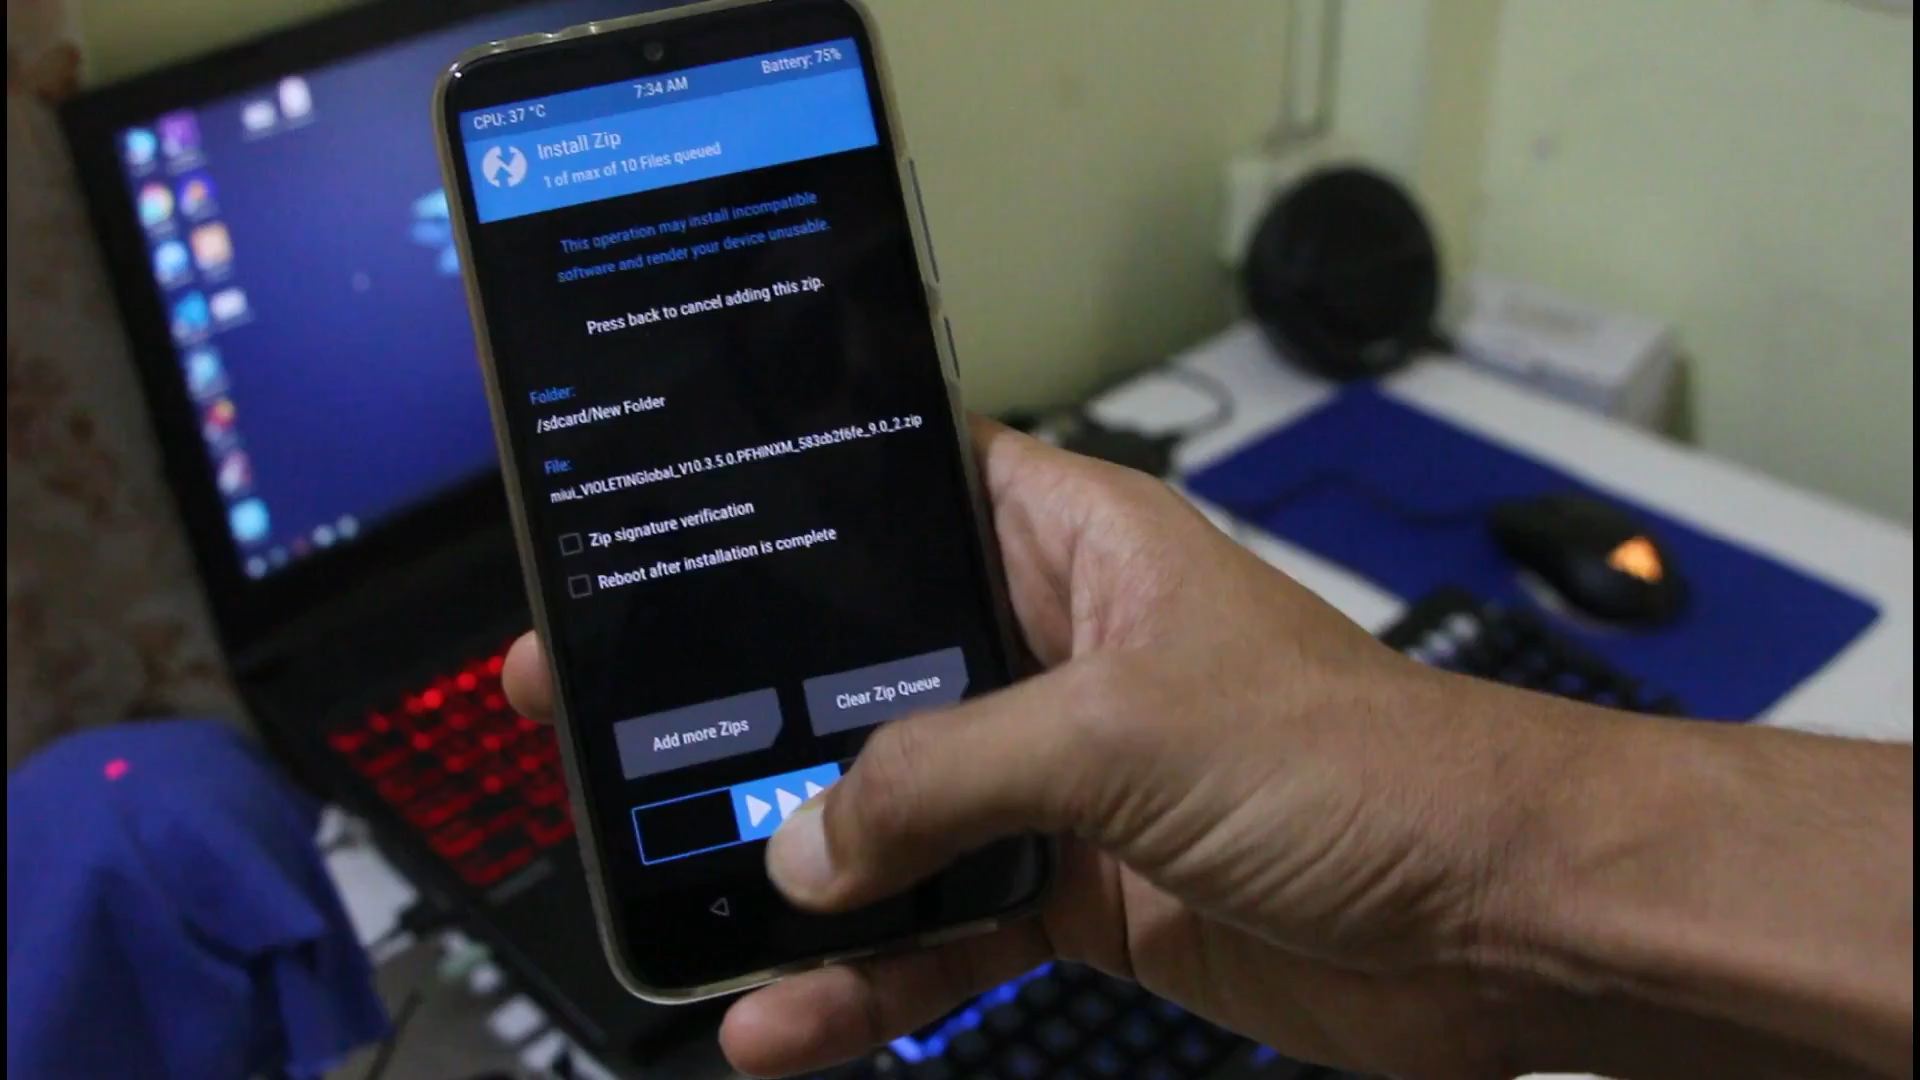 CPU: 37 °C
7:34 AM
Battery: 75%
Install Zip
1 of max of 10 Files queued
This operation may install incompatible
software and render your device unusable.
Press back to cancel adding this zip.
Folder:
/sdcard/New Folder
File:
miui_VIOLETINGlobal_V10.3.5.0.PFHINXM_583cb2f6fe_9.0_2.zip
Zip signature verification
Reboot after installation is complete
Add more Zips
Clear Zip Queue